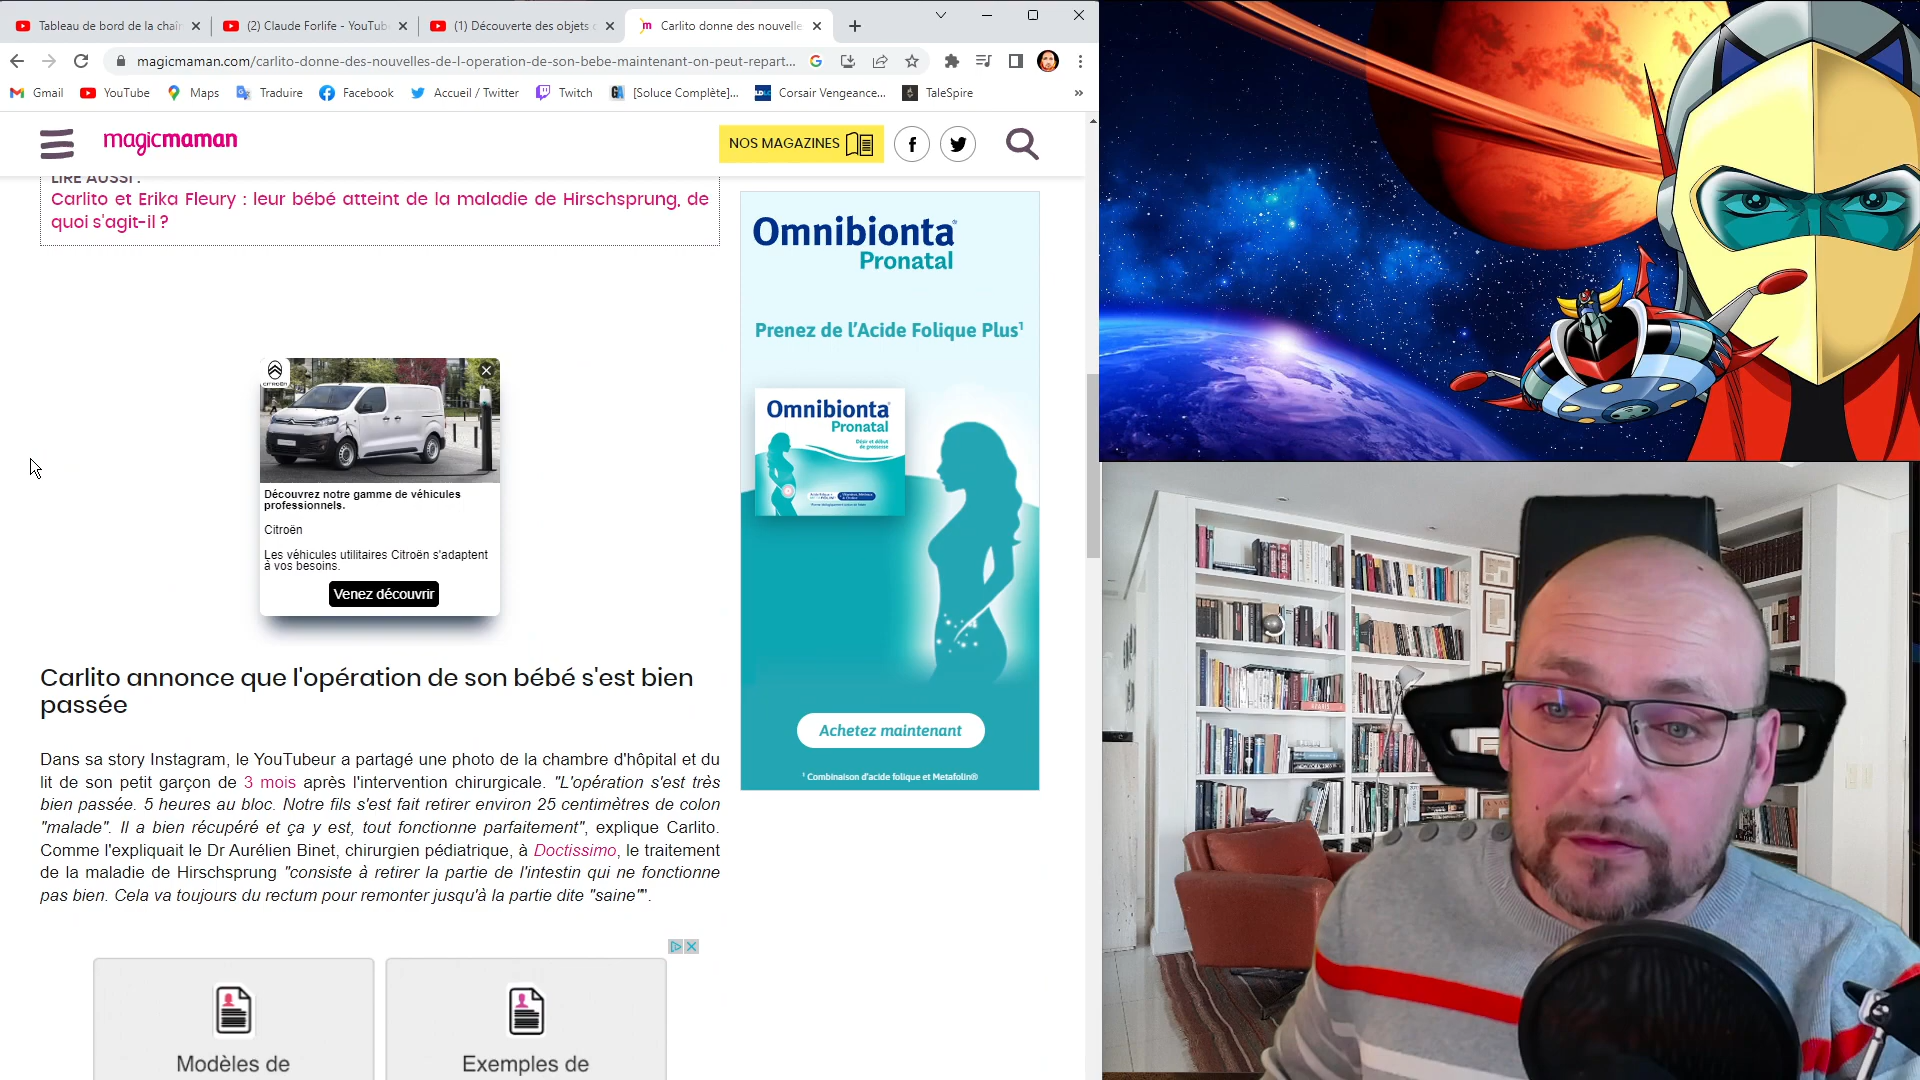 Tableau de bord de la chaîn
(2) Claude Forlife - YouTube
(1) Découverte des objets c
m Carlito donne des nouvelle
magicmaman.com/carlito-donne-des-nouvelles-de-l-operation-de-son-bebe-maintenant-on-peut-repart...
Gmail YouTube Maps Traduire Facebook Accueil / Twitter Twitch [Soluce Complète]... Corsair Vengeance... TaleSpire »
magicmaman
NOS MAGAZINES
LIRE AUSSI :
Carlito et Erika Fleury : leur bébé atteint de la maladie de Hirschsprung, de
quoi s'agit-il ?
CITROËN
Découvrez notre gamme de véhicules
professionnels.
Citroën
Les véhicules utilitaires Citroën s'adaptent
à vos besoins.
Venez découvrir
Carlito annonce que l'opération de son bébé s'est bien
passée
Dans sa story Instagram, le YouTubeur a partagé une photo de la chambre d'hôpital et du
lit de son petit garçon de 3 mois après l'intervention chirurgicale. "L'opération s'est très
bien passée. 5 heures au bloc. Notre fils s'est fait retirer environ 25 centimètres de colon
"malade". Il a bien récupéré et ça y est, tout fonctionne parfaitement", explique Carlito.
Comme l'expliquait le Dr Aurélien Binet, chirurgien pédiatrique, à Doctissimo, le traitement
de la maladie de Hirschsprung "consiste à retirer la partie de l'intestin qui ne fonctionne
pas bien. Cela va toujours du rectum pour remonter jusqu'à la partie dite "saine"".
Modèles de
Exemples de
Omnibionta®
Pronatal
Prenez de l'Acide Folique Plus¹
Omnibionta®
Pronatal
Désir et début
de grossesse
Achetez maintenant
¹ Combinaison d'acide folique et Metafolin®